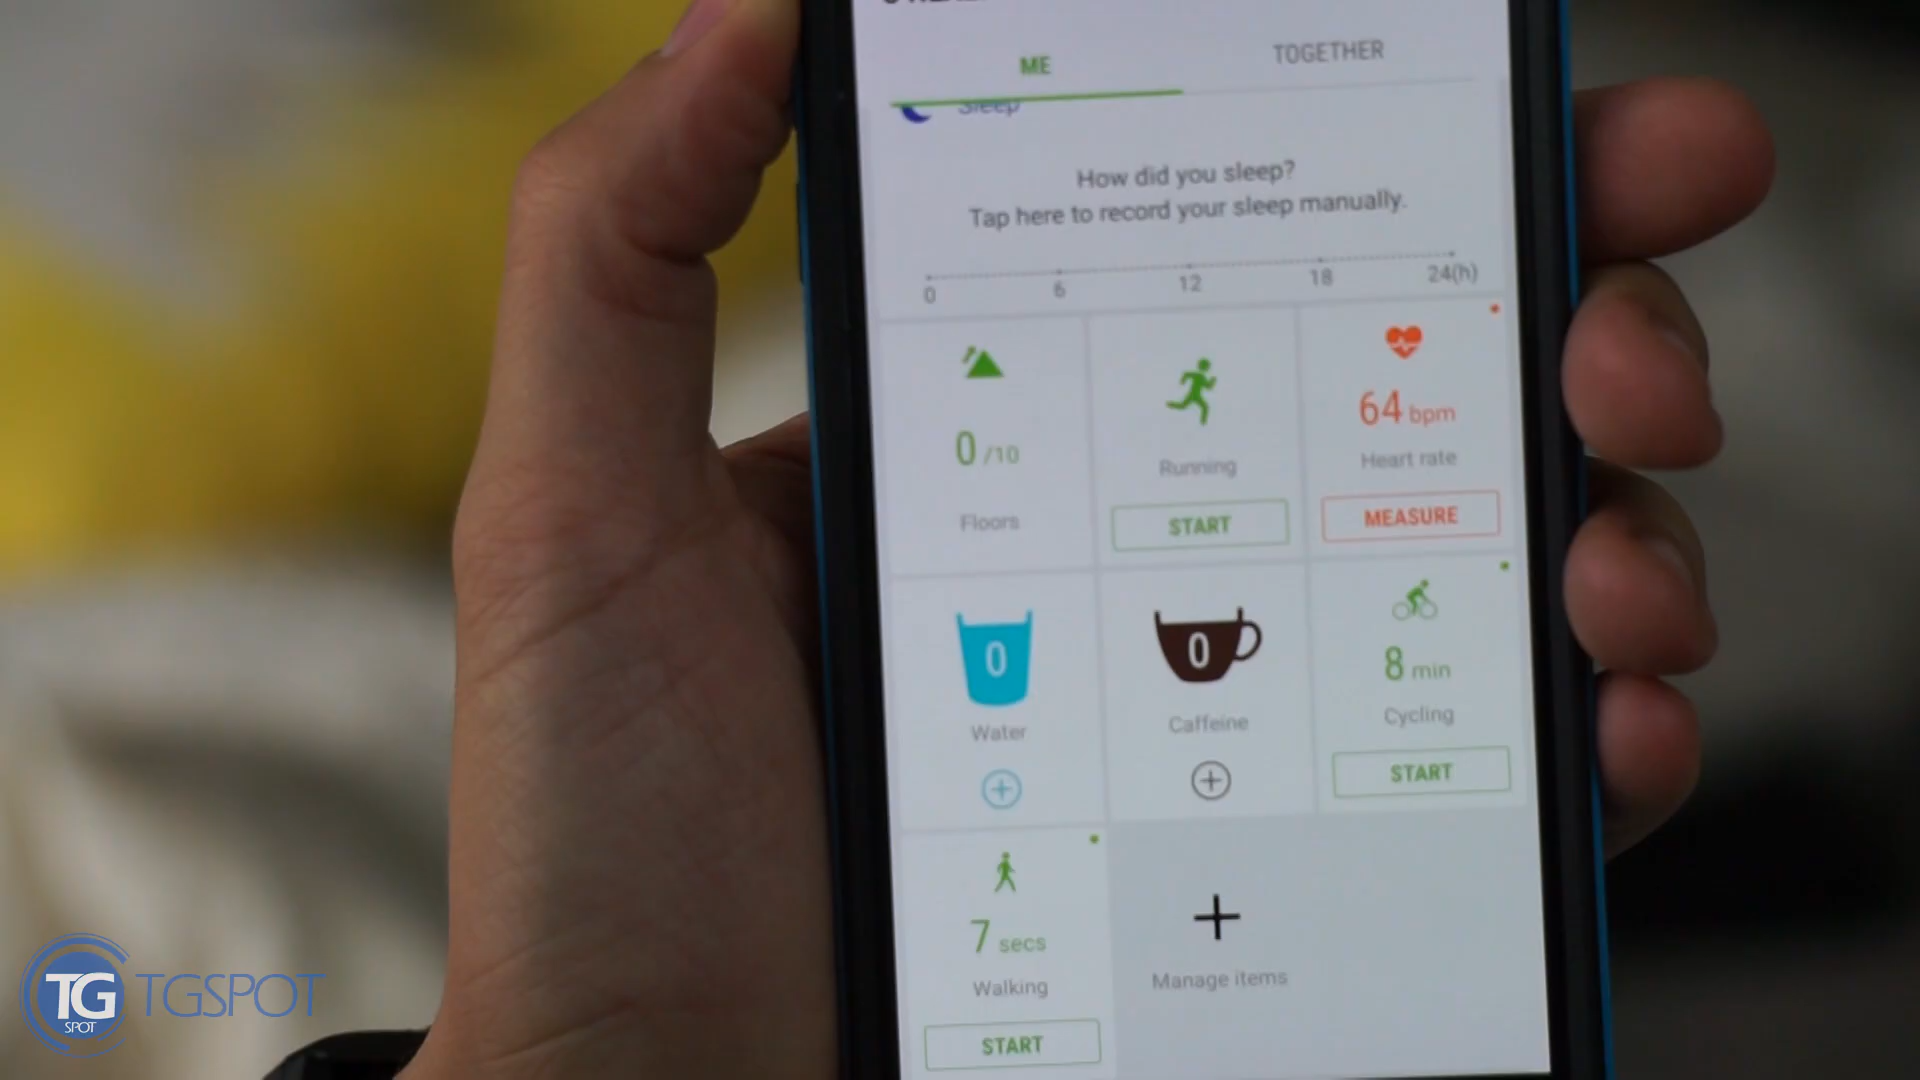 ME
TOGETHER
Sleep
How did you sleep?
Tap here to record your sleep manually.
0 6 12 18 24(h)
0 /10
Floors
Running
START
64 bpm
Heart rate
MEASURE
0
Water
0
Caffeine
8 min
Cycling
START
7 secs
Walking
START
Manage items
TG
SPOT
TGSPOT